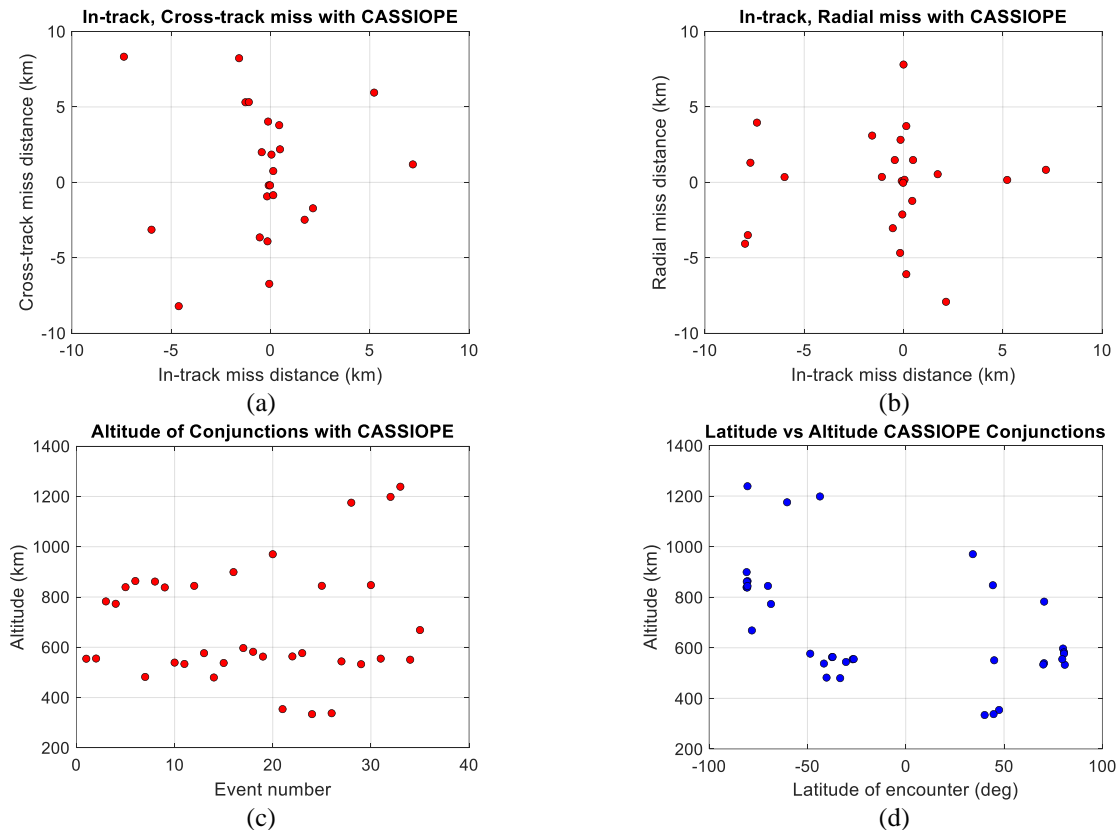 In-track, Cross-track miss with CASSIOPE
10
5
0
-5
-10
Cross-track miss distance (km)
-10 -5 0 5 10
In-track miss distance (km)
(a)
In-track, Radial miss with CASSIOPE
10
5
0
-5
-10
Radial miss distance (km)
-10 -5 0 5 10
In-track miss distance (km)
(b)
Altitude of Conjunctions with CASSIOPE
1400
1200
1000
800
600
400
200
Altitude (km)
0 10 20 30 40
Event number
(c)
Latitude vs Altitude CASSIOPE Conjunctions
1400
1200
1000
800
600
400
200
Altitude (km)
-100 -50 0 50 100
Latitude of encounter (deg)
(d)